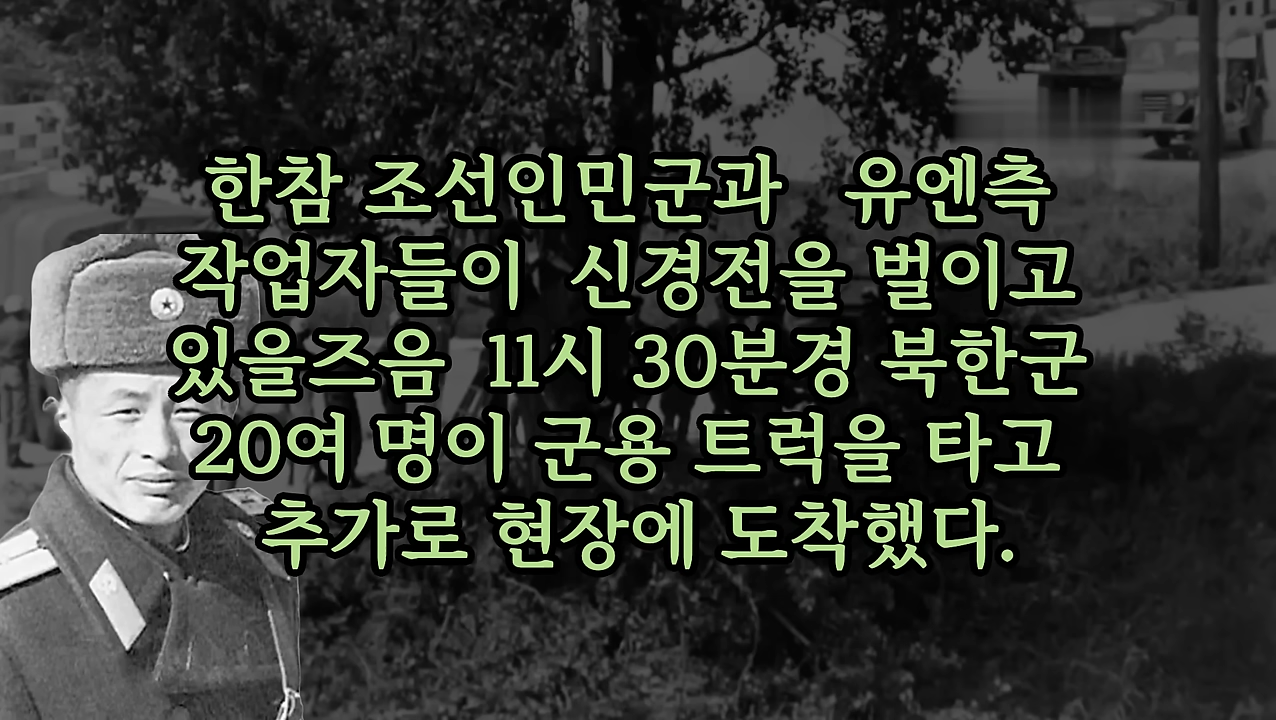 한참 조선인민군과 유엔측
작업자들이 신경전을 벌이고
있을즈음 11시 30분경 북한군
20여 명이 군용 트럭을 타고
추가로 현장에 도착했다.